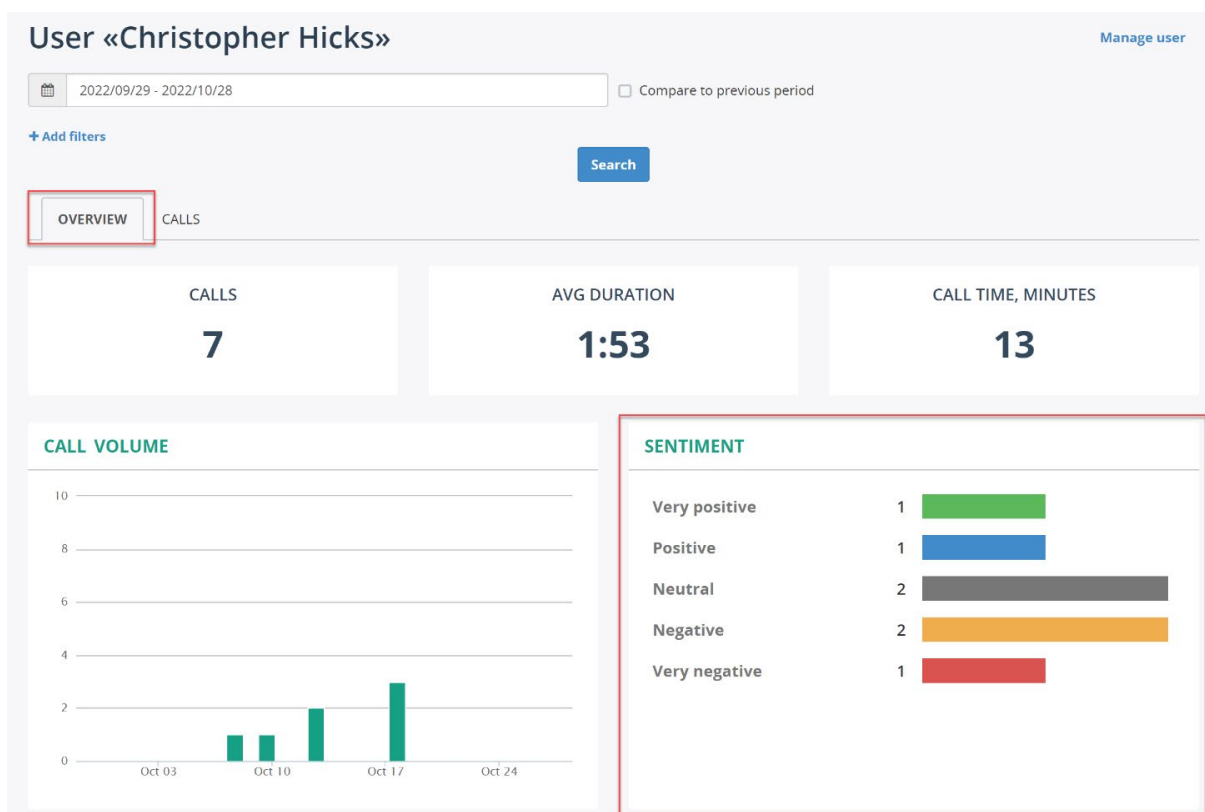 User «Christopher Hicks»
Manage user
2022/09/29 - 2022/10/28
Compare to previous period
+ Add filters
Search
OVERVIEW
CALLS
CALLS
AVG DURATION
CALL TIME, MINUTES
7
1:53
13
CALL VOLUME
10
8
6
4
2
0
Oct 03
Oct 10
Oct 17
Oct 24
SENTIMENT
Very positive 1
Positive 1
Neutral 2
Negative 2
Very negative 1